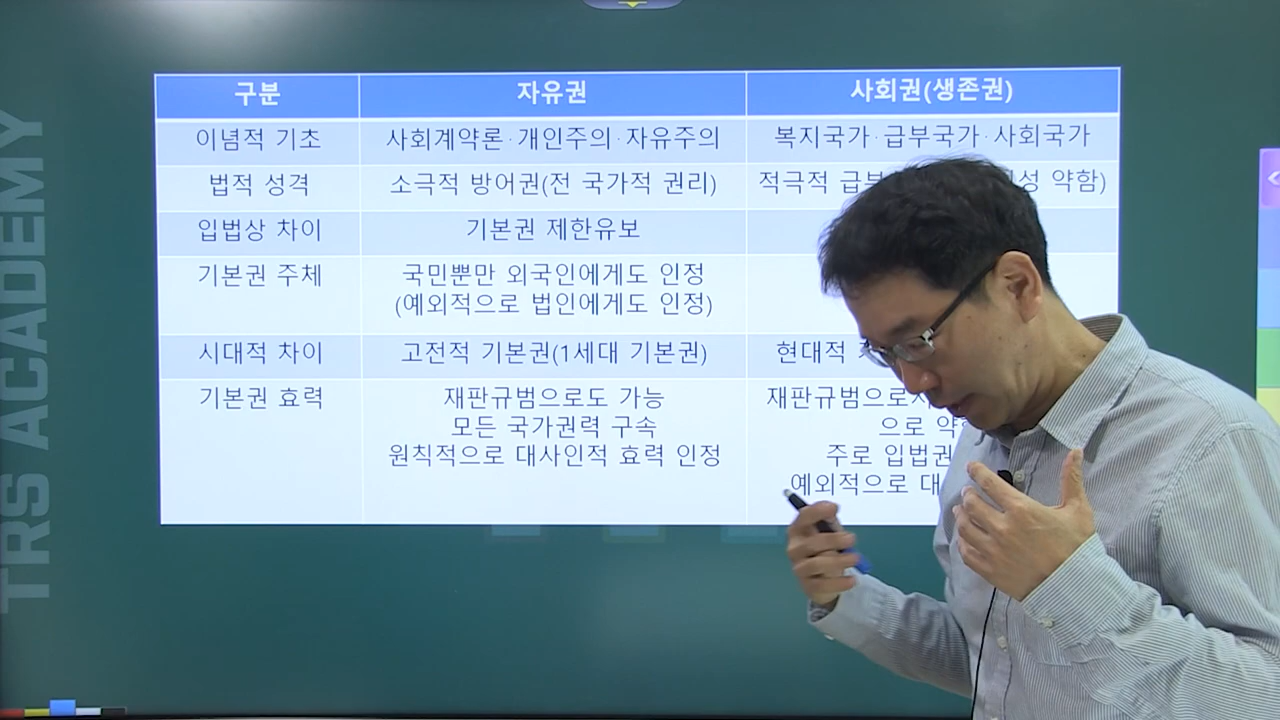 TRS ACADEMY
구분 자유권 사회권(생존권)
이념적 기초 사회계약론·개인주의·자유주의 복지국가·급부국가·사회국가
법적 성격 소극적 방어권(전 국가적 권리) 적극적 약함)
입법상 차이 기본권 제한유보
기본권 주체 국민뿐만 외국인에게도 인정
(예외적으로 법인에게도 인정)
시대적 차이 고전적 기본권(1세대 기본권) 현대적
기본권 효력 재판규범으로도 가능 재판규범으로서
모든 국가권력 구속 으로
원칙적으로 대사인적 효력 인정 주로
예외적으로